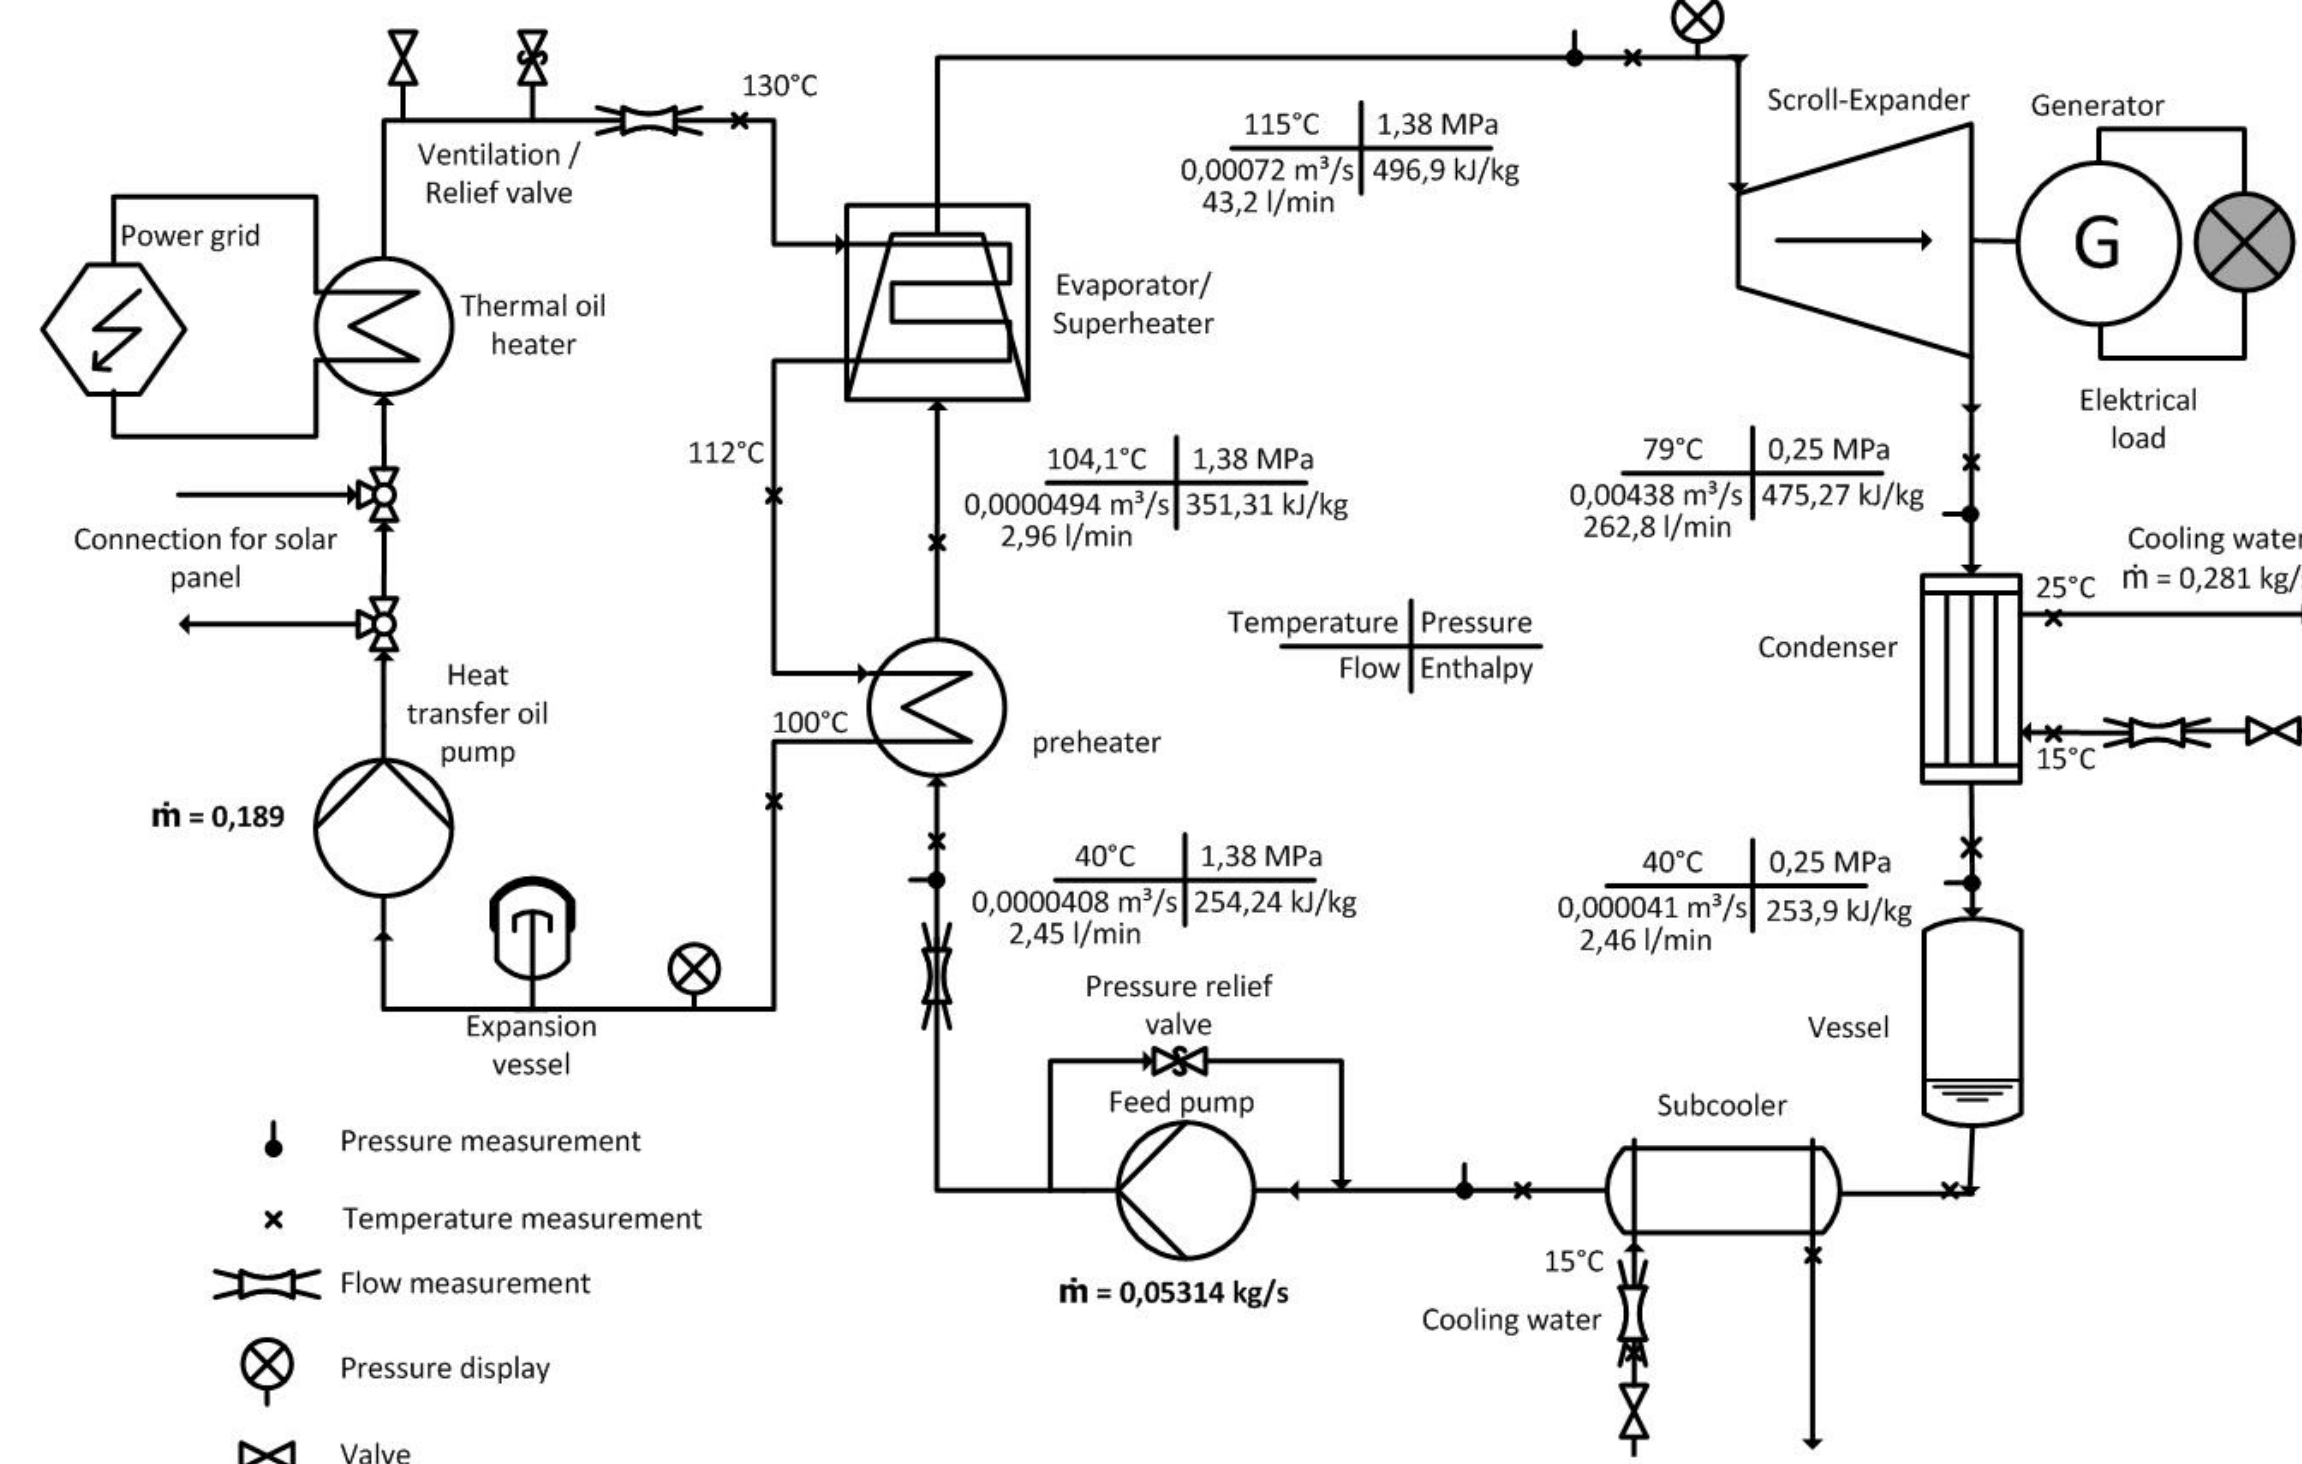 130°C
Scroll-Expander
Generator
115°C
1,38 MPa
0,00072 m³/s
496,9 kJ/kg
43,2 l/min
Ventilation /
Relief valve
Power grid
G
Thermal oil
heater
Evaporator/
Superheater
Elektrical
load
112°C
104,1°C
1,38 MPa
0,0000494 m³/s
351,31 kJ/kg
2,96 l/min
79°C
0,25 MPa
0,00438 m³/s
475,27 kJ/kg
262,8 l/min
Connection for solar
panel
Cooling water
ṁ = 0,281 kg/
25°C
Temperature
Pressure
Flow
Enthalpy
Condenser
Heat
transfer oil
pump
100°C
preheater
15°C
ṁ = 0,189
40°C
1,38 MPa
0,0000408 m³/s
254,24 kJ/kg
2,45 l/min
40°C
0,25 MPa
0,000041 m³/s
253,9 kJ/kg
2,46 l/min
Pressure relief
valve
Expansion
vessel
Vessel
Feed pump
Subcooler
Pressure measurement
Temperature measurement
Flow measurement
Pressure display
Valve
ṁ = 0,05314 kg/s
15°C
Cooling water